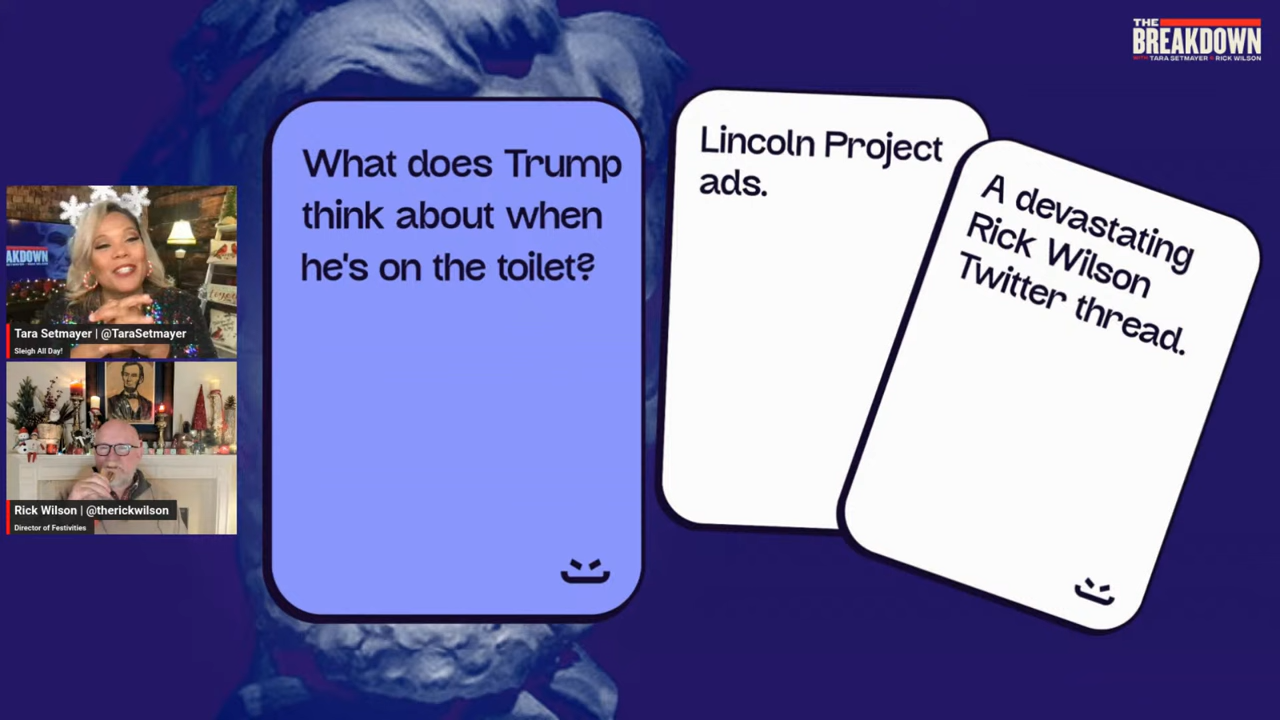 THE
BREAKDOWN
WITH TARA SETMAYER & RICK WILSON
What does Trump
think about when
he's on the toilet?
Lincoln Project
ads.
A devastating
Rick Wilson
Twitter thread.
AKDOWN
Tara Setmayer | @TaraSetmayer
Sleigh All Day!
Rick Wilson | @therickwilson
Director of Festivities